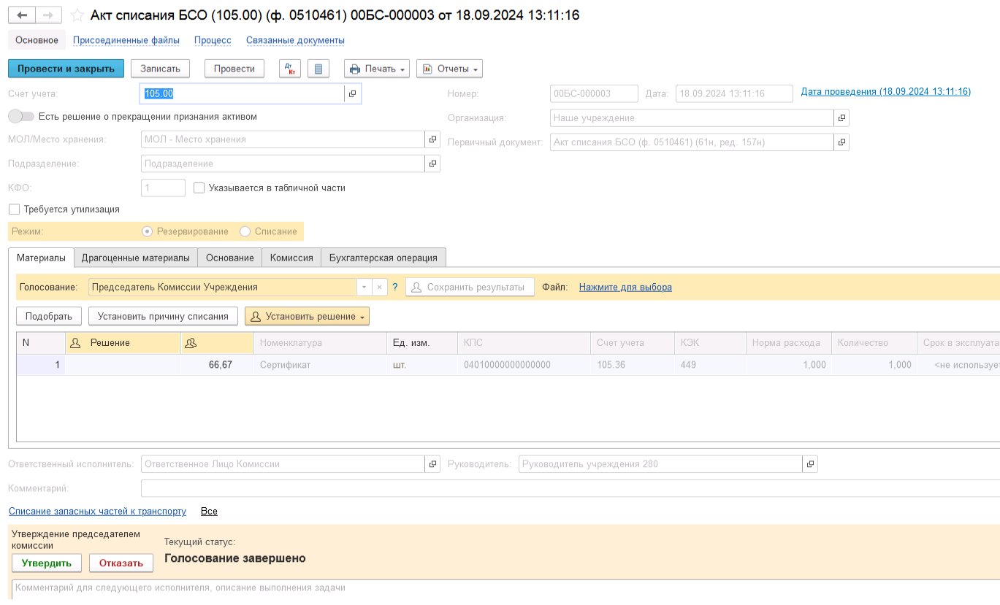 Акт списания БСО (105.00) (ф. 0510461) 00БС-000003 от 18.09.2024 13:11:16
Основное Присоединенные файлы Процесс Связанные документы
Провести и закрыть Записать Провести Дт Кт Печать Отчеты
Счет учета: 105.00 Номер: 00БС-000003 Дата: 18.09.2024 13:11:16 Дата проведения (18.09.2024 13:11:16)
Есть решение о прекращении признания активом Организация: Наше учреждение
МОЛ/Место хранения: МОЛ - Место хранения Первичный документ: Акт списания БСО (ф. 0510461) (61н, ред. 157н)
Подразделение: Подразделение
КФО: 1 Указывается в табличной части
Требуется утилизация
Режим: Резервирование Списание
Материалы Драгоценные материалы Основание Комиссия Бухгалтерская операция
Голосование: Председатель Комиссии Учреждения ? Сохранить результаты Файл: Нажмите для выбора
Подобрать Установить причину списания Установить решение
N Решение Номенклатура Ед. изм. КПС Счет учета КЭК Норма расхода Количество Срок в эксплуата
1 66,67 Сертификат шт. 04010000000000000 105.36 449 1,000 1,000 <не использует
Ответственный исполнитель: Ответственное Лицо Комиссии Руководитель: Руководитель учреждения 280
Комментарий:
Списание запасных частей к транспорту Все
Утверждение председателем
комиссии
Текущий статус:
Голосование завершено
Утвердить Отказать
Комментарий для следующего исполнителя, описание выполнения задачи